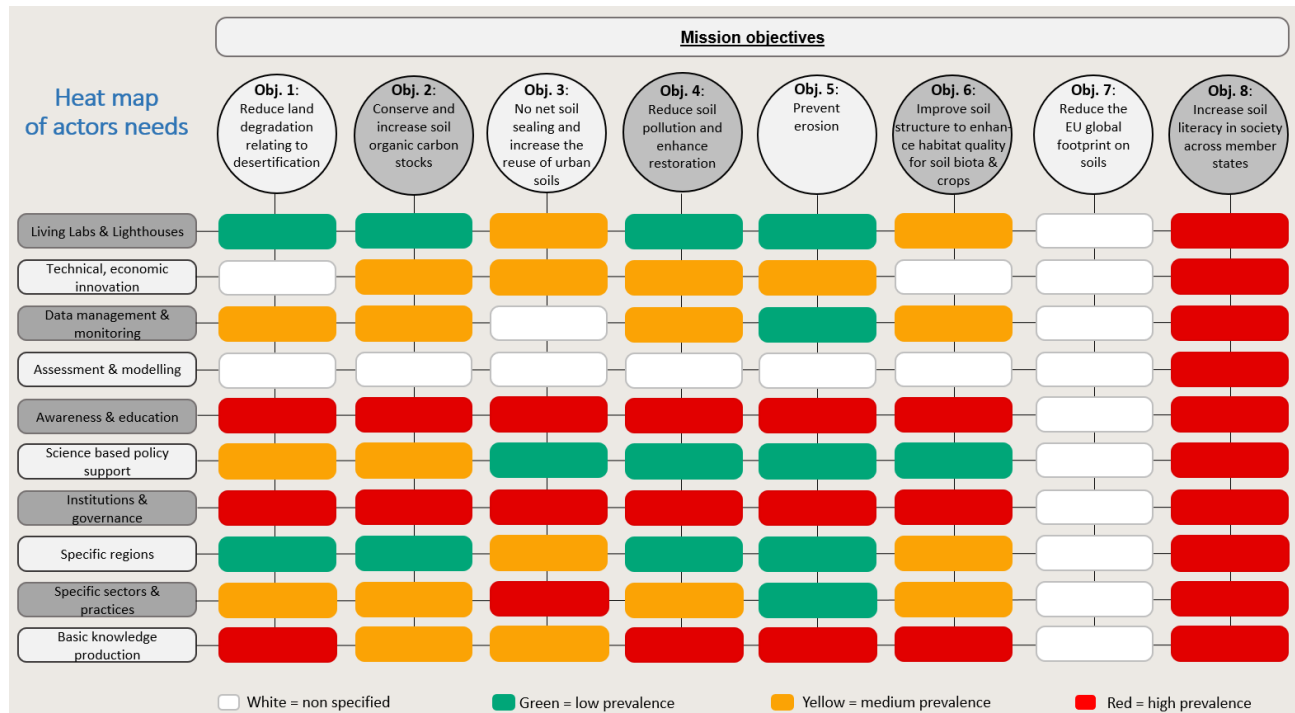 Mission objectives
Heat map
of actors needs
Obj. 1:
Reduce land
degradation
relating to
desertification
Obj. 2:
Conserve and
increase soil
organic carbon
stocks
Obj. 3:
No net soil
sealing and
increase the
reuse of urban
soils
Obj. 4:
Reduce soil
pollution and
enhance
restoration
Obj. 5:
Prevent
erosion
Obj. 6:
Improve soil
structure to enhan-
ce habitat quality
for soil biota &
crops
Obj. 7:
Reduce the
EU global
footprint on
soils
Obj. 8:
Increase soil
literacy in society
across member
states
Living Labs & Lighthouses
Technical, economic
innovation
Data management &
monitoring
Assessment & modelling
Awareness & education
Science based policy
support
Institutions &
governance
Specific regions
Specific sectors &
practices
Basic knowledge
production
White = non specified
Green = low prevalence
Yellow = medium prevalence
Red = high prevalence